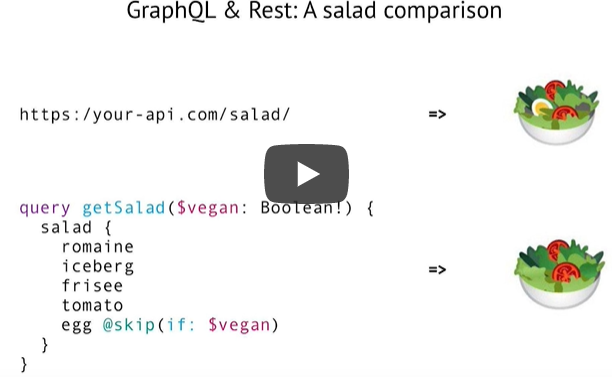 GraphQL & Rest: A salad comparison
https:/your-api.com/salad/ =>
query getSalad($vegan: Boolean!) {
salad {
romaine
iceberg
frisee =>
tomato
egg @skip(if: $vegan)
}
}